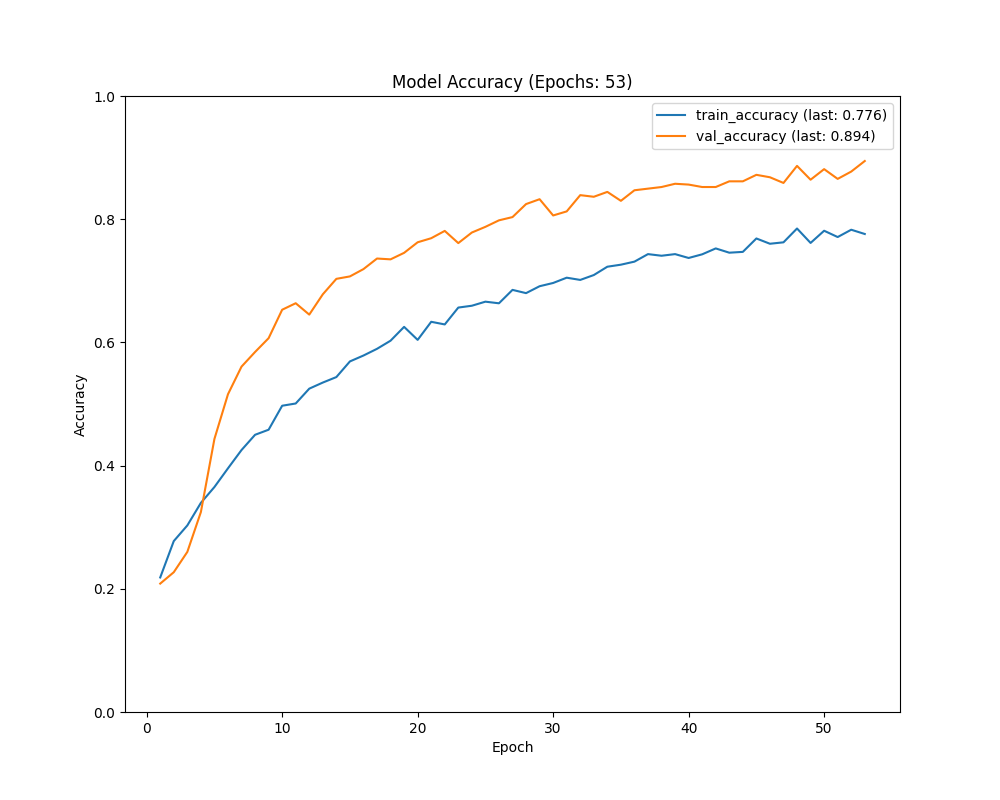 Model Accuracy (Epochs: 53)
train_accuracy (last: 0.776)
val_accuracy (last: 0.894)
Accuracy
1.0
0.8
0.6
0.4
0.2
0.0
0 10 20 30 40 50
Epoch